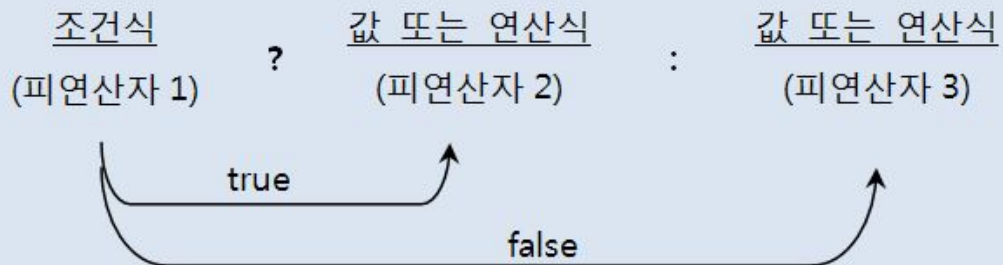 조건식 ? 값 또는 연산식 : 값 또는 연산식
(피연산자 1) (피연산자 2) (피연산자 3)
true
false